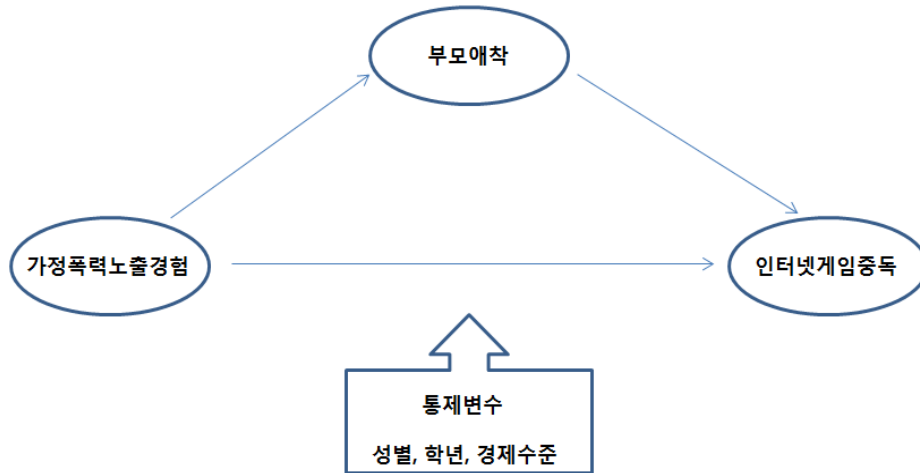 부모애착
가정폭력노출경험
인터넷게임중독
통제변수
성별, 학년, 경제수준